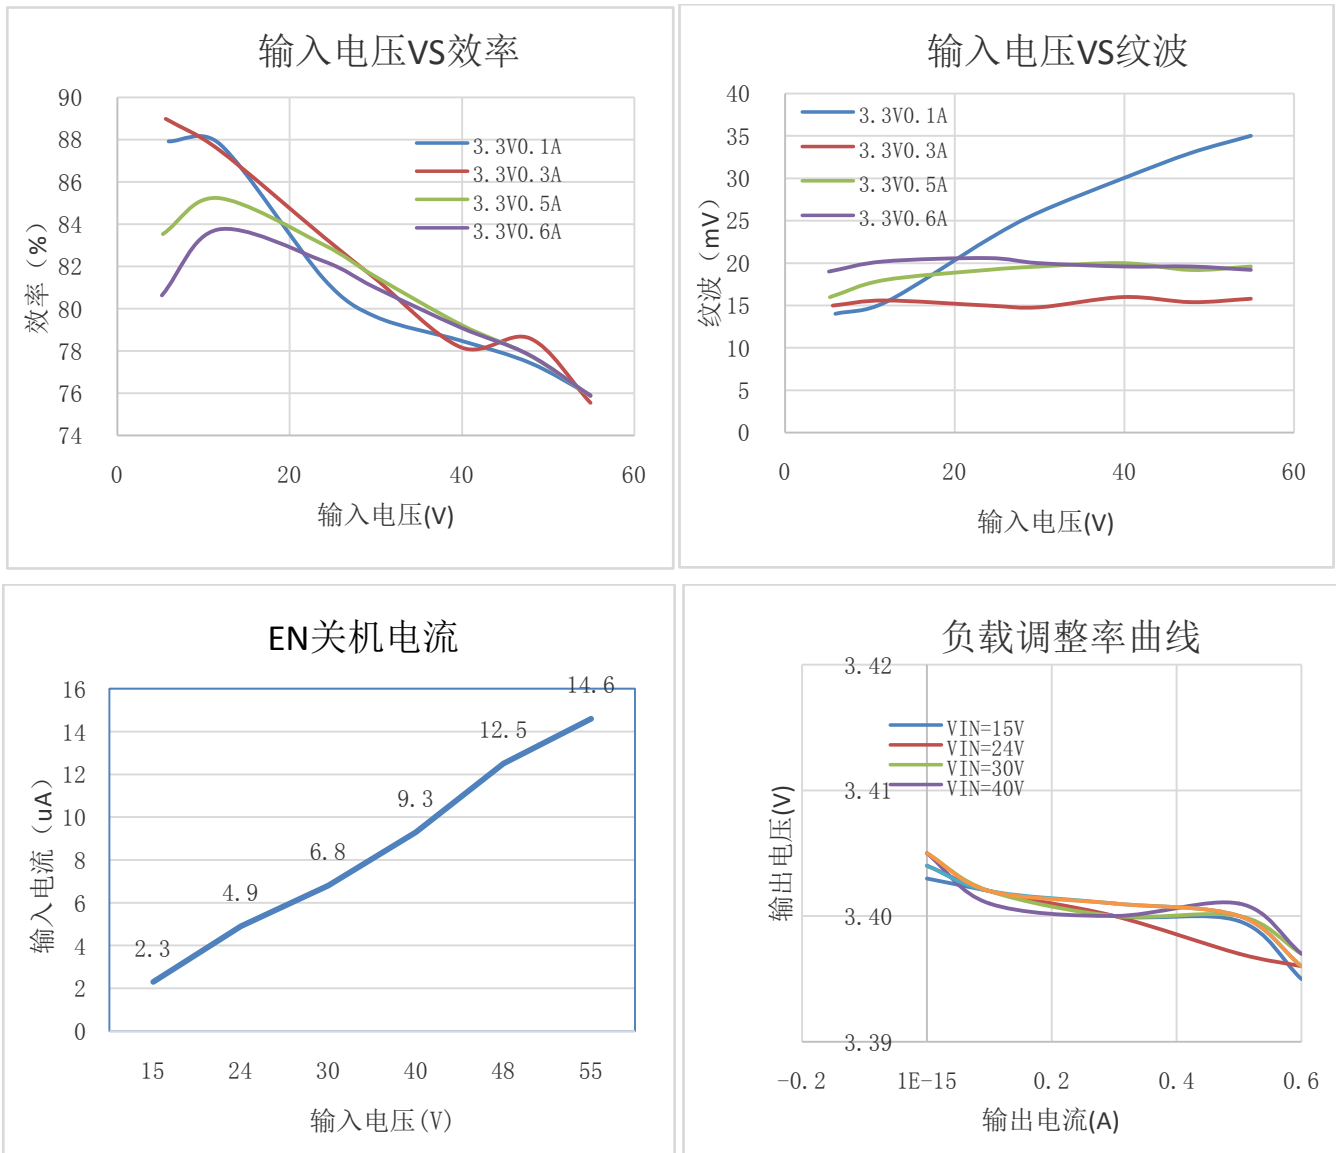 输入电压VS效率
90
88
86
84
82
80
78
76
74
效率（%）
3.3V0.1A
3.3V0.3A
3.3V0.5A
3.3V0.6A
0 20 40 60
输入电压(V)
输入电压VS纹波
40
35
30
25
20
15
10
5
0
纹波（mV）
3.3V0.1A
3.3V0.3A
3.3V0.5A
3.3V0.6A
0 20 40 60
输入电压(V)
EN关机电流
16
14
12
10
8
6
4
2
0
输入电流（uA）
2.3
4.9
6.8
9.3
12.5
14.6
15 24 30 40 48 55
输入电压(V)
负载调整率曲线
3.42
3.41
3.40
3.39
输出电压(V)
VIN=15V
VIN=24V
VIN=30V
VIN=40V
-0.2 1E-15 0.2 0.4 0.6
输出电流(A)